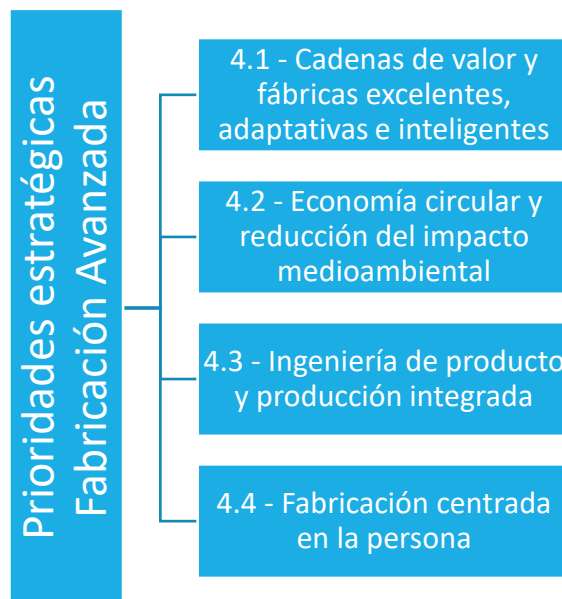 Prioridades estratégicas
Fabricación Avanzada
4.1 - Cadenas de valor y
fábricas excelentes,
adaptativas e inteligentes
4.2 - Economía circular y
reducción del impacto
medioambiental
4.3 - Ingeniería de producto
y producción integrada
4.4 - Fabricación centrada
en la persona